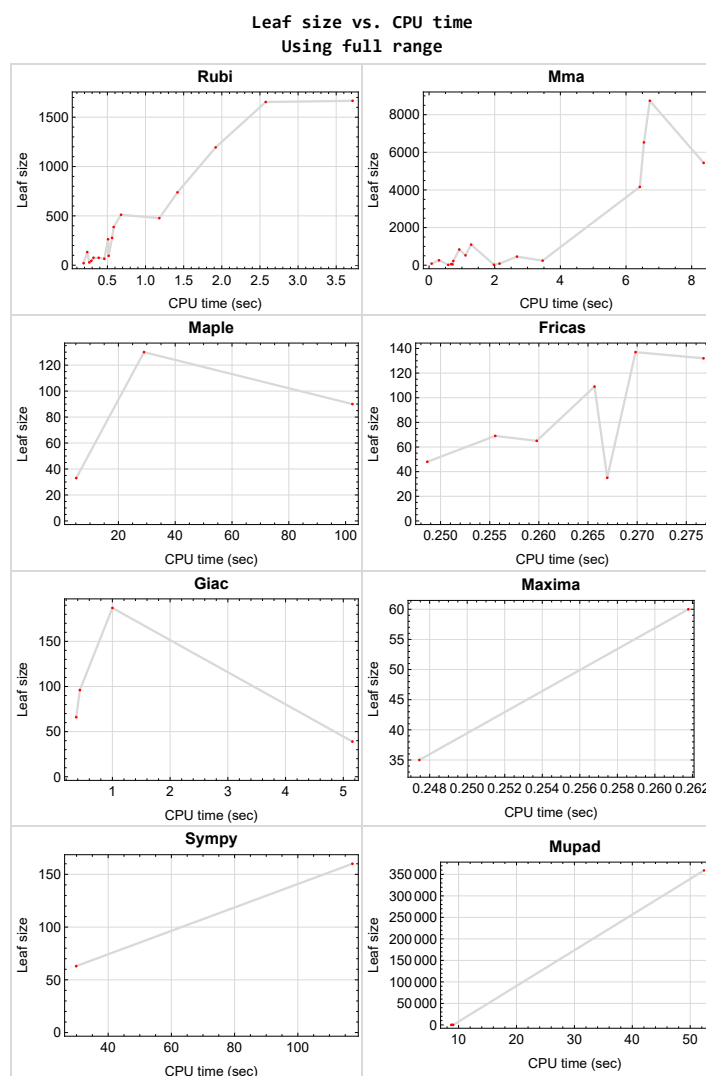 Leaf size vs. CPU time
Using full range
Rubi
Leaf size
1500
1000
500
0
0.0 0.5 1.0 1.5 2.0 2.5 3.0 3.5
CPU time (sec)
Mma
Leaf size
8000
6000
4000
2000
0
0 2 4 6 8
CPU time (sec)
Maple
Leaf size
120
100
80
60
40
20
0
20 40 60 80 100
CPU time (sec)
Fricas
Leaf size
140
120
100
80
60
40
20
0
0.250 0.255 0.260 0.265 0.270 0.275
CPU time (sec)
Giac
Leaf size
150
100
50
0
1 2 3 4 5
CPU time (sec)
Maxima
Leaf size
60
55
50
45
40
35
0.248 0.250 0.252 0.254 0.256 0.258 0.260 0.262
CPU time (sec)
Sympy
Leaf size
150
100
50
0
40 60 80 100
CPU time (sec)
Mupad
Leaf size
350 000
300 000
250 000
200 000
150 000
100 000
50 000
0
10 20 30 40 50
CPU time (sec)